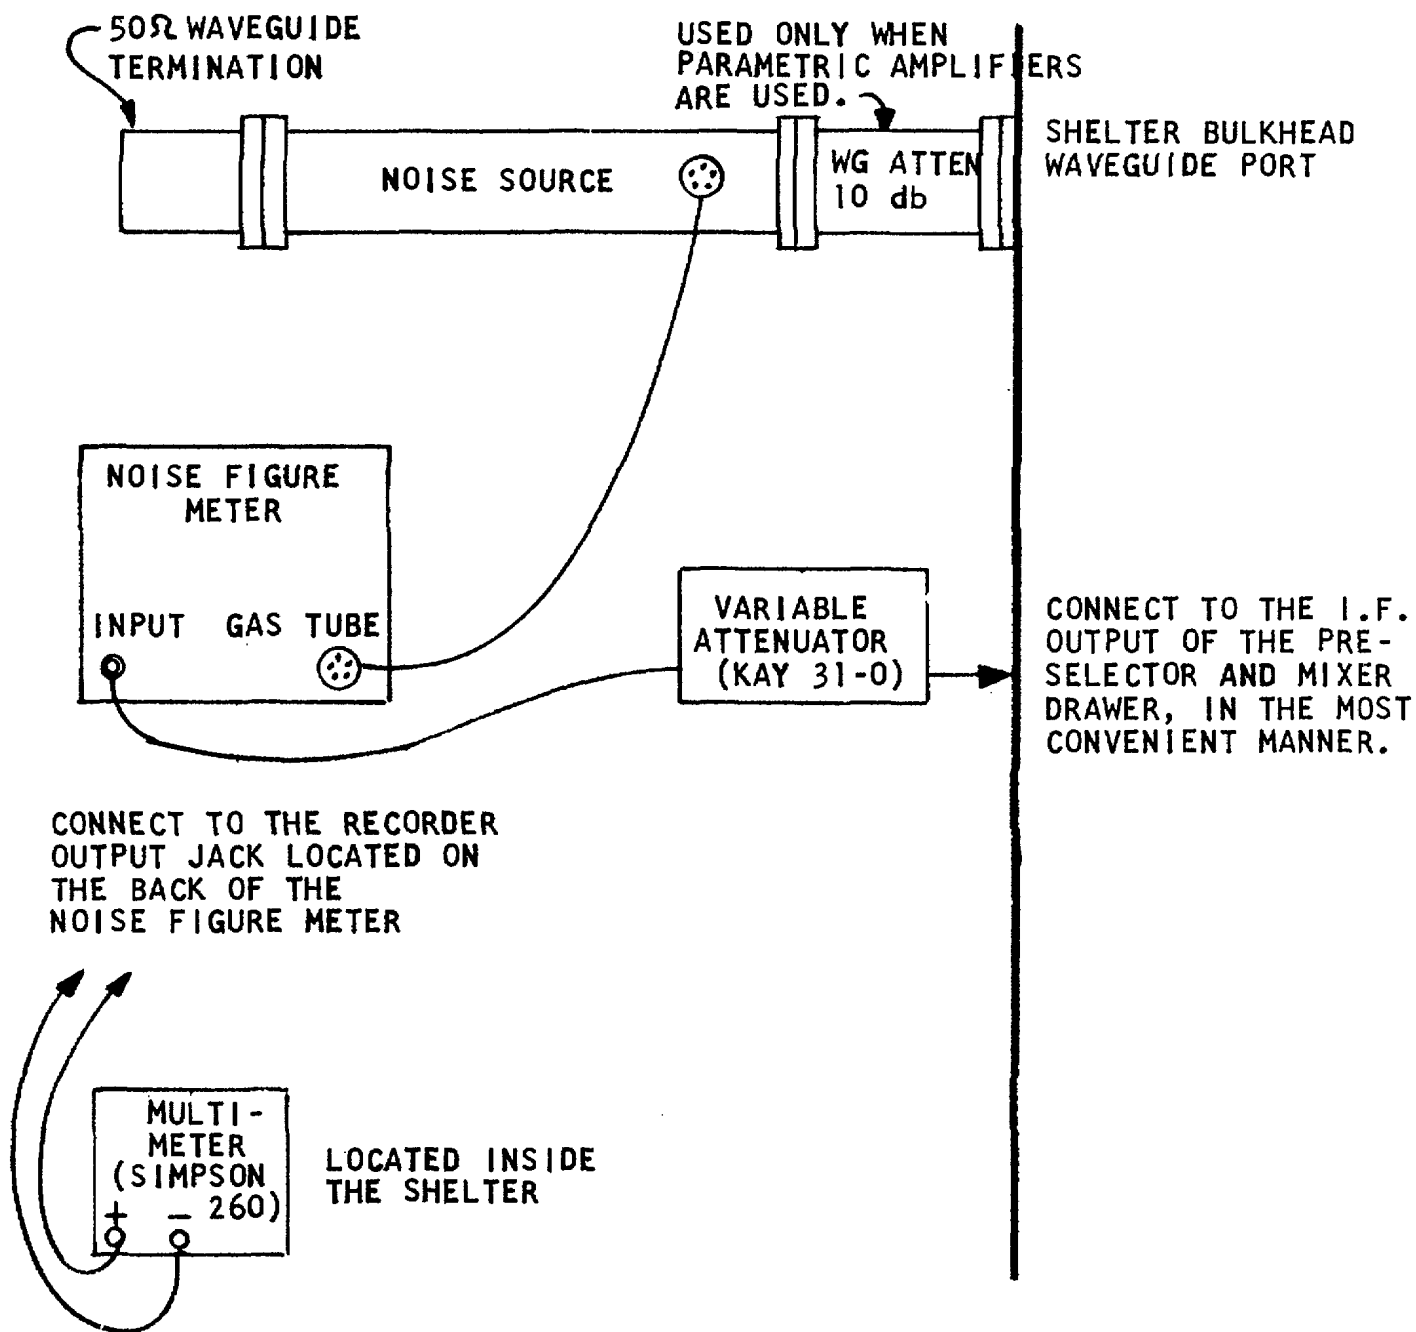 50Ω WAVEGUIDE
TERMINATION
USED ONLY WHEN
PARAMETRIC AMPLIFIERS
ARE USED.
NOISE SOURCE
WG ATTEN
10 db
SHELTER BULKHEAD
WAVEGUIDE PORT
NOISE FIGURE
METER
INPUT GAS TUBE
VARIABLE
ATTENUATOR
(KAY 31-0)
CONNECT TO THE I.F.
OUTPUT OF THE PRE-
SELECTOR AND MIXER
DRAWER, IN THE MOST
CONVENIENT MANNER.
CONNECT TO THE RECORDER
OUTPUT JACK LOCATED ON
THE BACK OF THE
NOISE FIGURE METER
MULTI-
METER
(SIMPSON
260)
+ -
LOCATED INSIDE
THE SHELTER